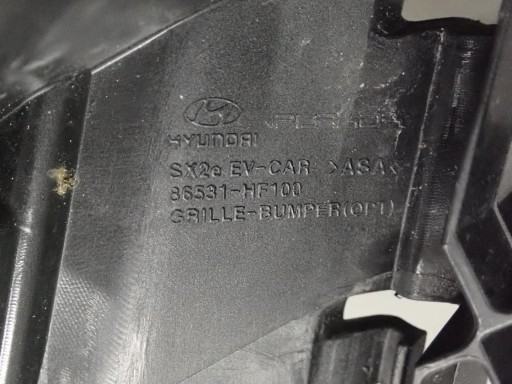 HYUNDAI
SX2e EV-CAR >ASA<
86531-HF100
GRILLE-BUMPER(OPT)